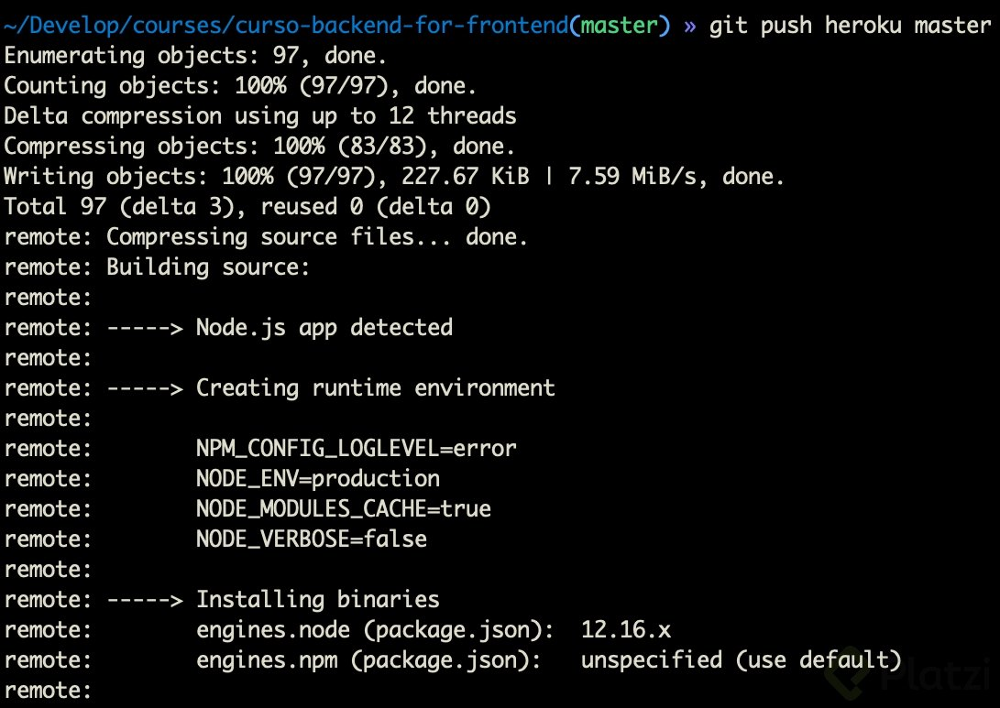 ~/Develop/courses/curso-backend-for-frontend(master) » git push heroku master
Enumerating objects: 97, done.
Counting objects: 100% (97/97), done.
Delta compression using up to 12 threads
Compressing objects: 100% (83/83), done.
Writing objects: 100% (97/97), 227.67 KiB | 7.59 MiB/s, done.
Total 97 (delta 3), reused 0 (delta 0)
remote: Compressing source files... done.
remote: Building source:
remote:
remote: -----> Node.js app detected
remote:
remote: -----> Creating runtime environment
remote:
remote:        NPM_CONFIG_LOGLEVEL=error
remote:        NODE_ENV=production
remote:        NODE_MODULES_CACHE=true
remote:        NODE_VERBOSE=false
remote:
remote: -----> Installing binaries
remote:        engines.node (package.json):  12.16.x
remote:        engines.npm (package.json):   unspecified (use default)
remote:
Platzi